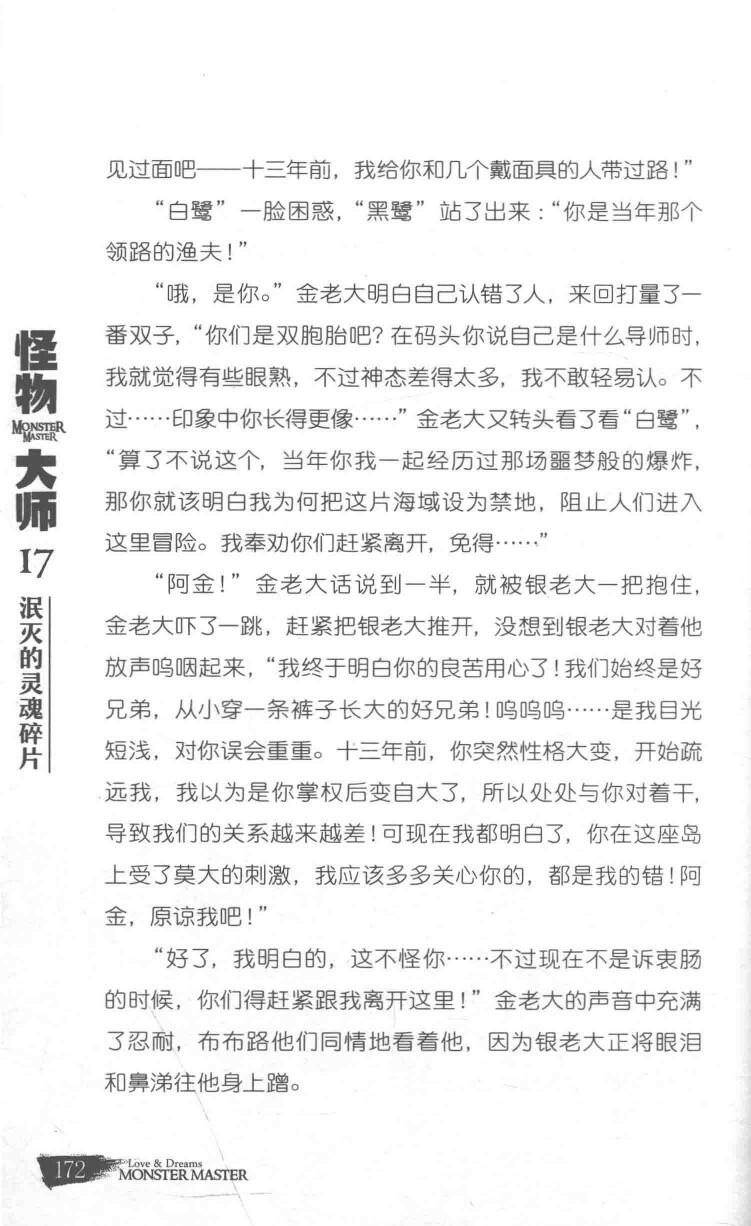 见过面吧——十三年前，我给你和几个戴面具的人带过路！”
“白鹭”一脸困惑，“黑鹭”站了出来：“你是当年那个
领路的渔夫！”
“哦，是你。”金老大明白自己认错了人，来回打量了一
番双子，“你们是双胞胎吧？在码头你说自己是什么导师时，
我就觉得有些眼熟，不过神态差得太多，我不敢轻易认。不
过……印象中你长得更像……”金老大又转头看了看“白鹭”，
“算了不说这个，当年你我一起经历过那场噩梦般的爆炸，
那你就该明白我为何把这片海域设为禁地，阻止人们进入
这里冒险。我奉劝你们赶紧离开，免得……”
“阿金！”金老大话说到一半，就被银老大一把抱住，
金老大吓了一跳，赶紧把银老大推开，没想到银老大对着他
放声呜咽起来，“我终于明白你的良苦用心了！我们始终是好
兄弟，从小穿一条裤子长大的好兄弟！呜呜呜……是我目光
短浅，对你误会重重。十三年前，你突然性格大变，开始疏
远我，我以为是你掌权后变自大了，所以处处与你对着干，
导致我们的关系越来越差！可现在我都明白了，你在这座岛
上受了莫大的刺激，我应该多多关心你的，都是我的错！阿
金，原谅我吧！”
“好了，我明白的，这不怪你……不过现在不是诉衷肠
的时候，你们得赶紧跟我离开这里！”金老大的声音中充满
了忍耐，布布路他们同情地看着他，因为银老大正将眼泪
和鼻涕往他身上蹭。
怪物
MONSTER
MASTER
大师
17
泯灭的灵魂碎片
172
Love & Dreams
MONSTER MASTER